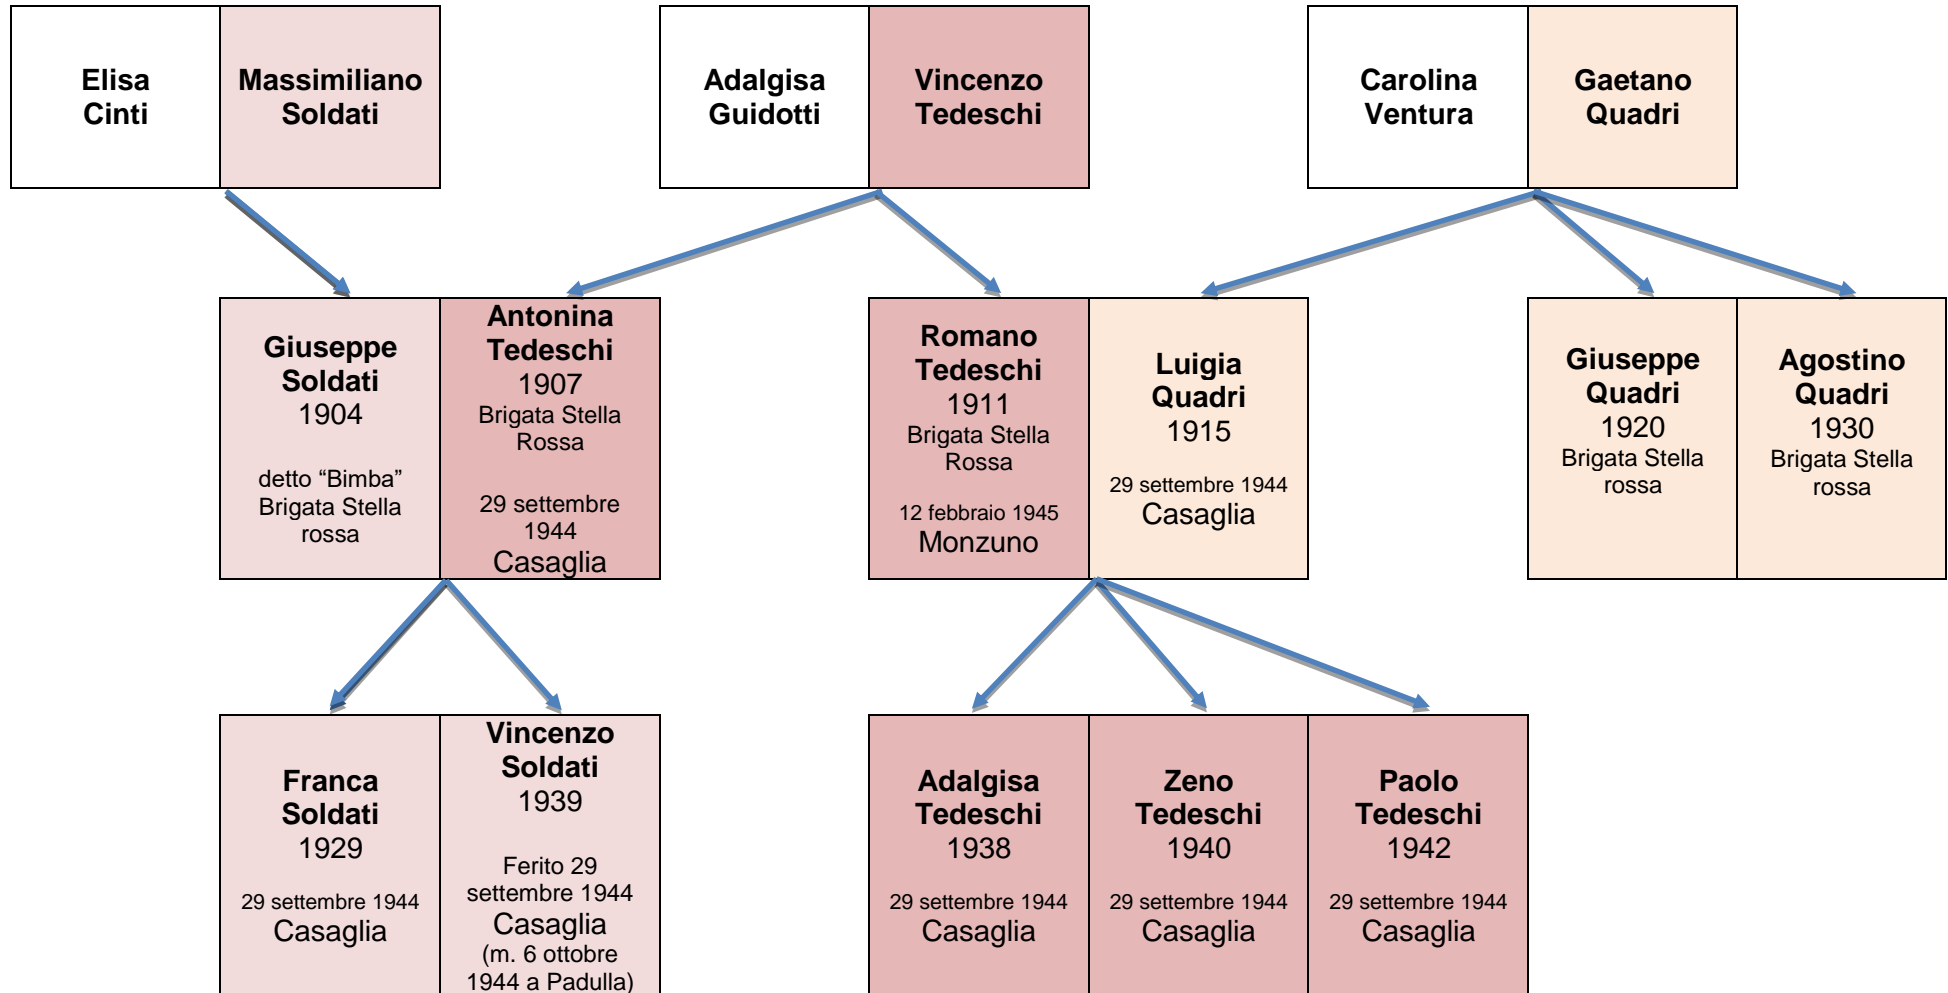 Elisa
Cinti
Massimiliano
Soldati
Adalgisa
Guidotti
Vincenzo
Tedeschi
Carolina
Ventura
Gaetano
Quadri
Giuseppe
Soldati
1904
detto “Bimba”
Brigata Stella
rossa
Antonina
Tedeschi
1907
Brigata Stella
Rossa
29 settembre
1944
Casaglia
Romano
Tedeschi
1911
Brigata Stella
Rossa
12 febbraio 1945
Monzuno
Luigia
Quadri
1915
29 settembre 1944
Casaglia
Giuseppe
Quadri
1920
Brigata Stella
rossa
Agostino
Quadri
1930
Brigata Stella
rossa
Franca
Soldati
1929
29 settembre 1944
Casaglia
Vincenzo
Soldati
1939
Ferito 29
settembre 1944
Casaglia
(m. 6 ottobre
1944 a Padulla)
Adalgisa
Tedeschi
1938
29 settembre 1944
Casaglia
Zeno
Tedeschi
1940
29 settembre 1944
Casaglia
Paolo
Tedeschi
1942
29 settembre 1944
Casaglia